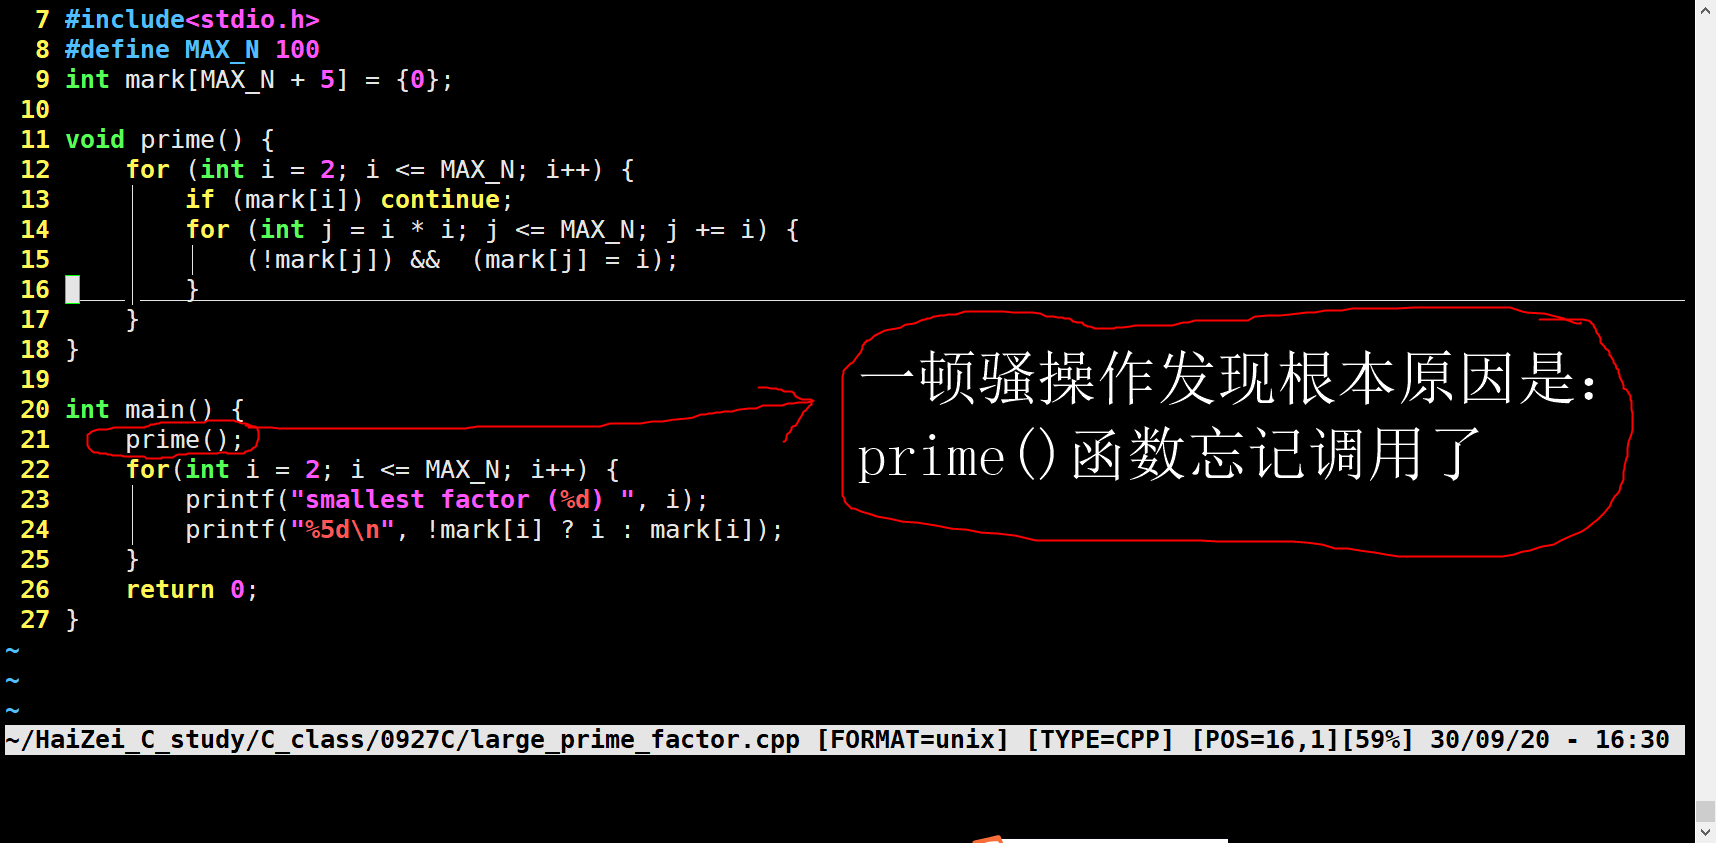 7 #include<stdio.h>
8 #define MAX_N 100
9 int mark[MAX_N + 5] = {0};
10
11 void prime() {
12     for (int i = 2; i <= MAX_N; i++) {
13         if (mark[i]) continue;
14         for (int j = i * i; j <= MAX_N; j += i) {
15             (!mark[j]) &&  (mark[j] = i);
16         }
17     }
18 }
19
20 int main() {
21     prime();
22     for(int i = 2; i <= MAX_N; i++) {
23         printf("smallest factor (%d) ", i);
24         printf("%5d\n", !mark[i] ? i : mark[i]);
25     }
26     return 0;
27 }
~
~
~
一顿骚操作发现根本原因是:
prime()函数忘记调用了
~/HaiZei_C_study/C_class/0927C/large_prime_factor.cpp [FORMAT=unix] [TYPE=CPP] [POS=16,1][59%] 30/09/20 - 16:30